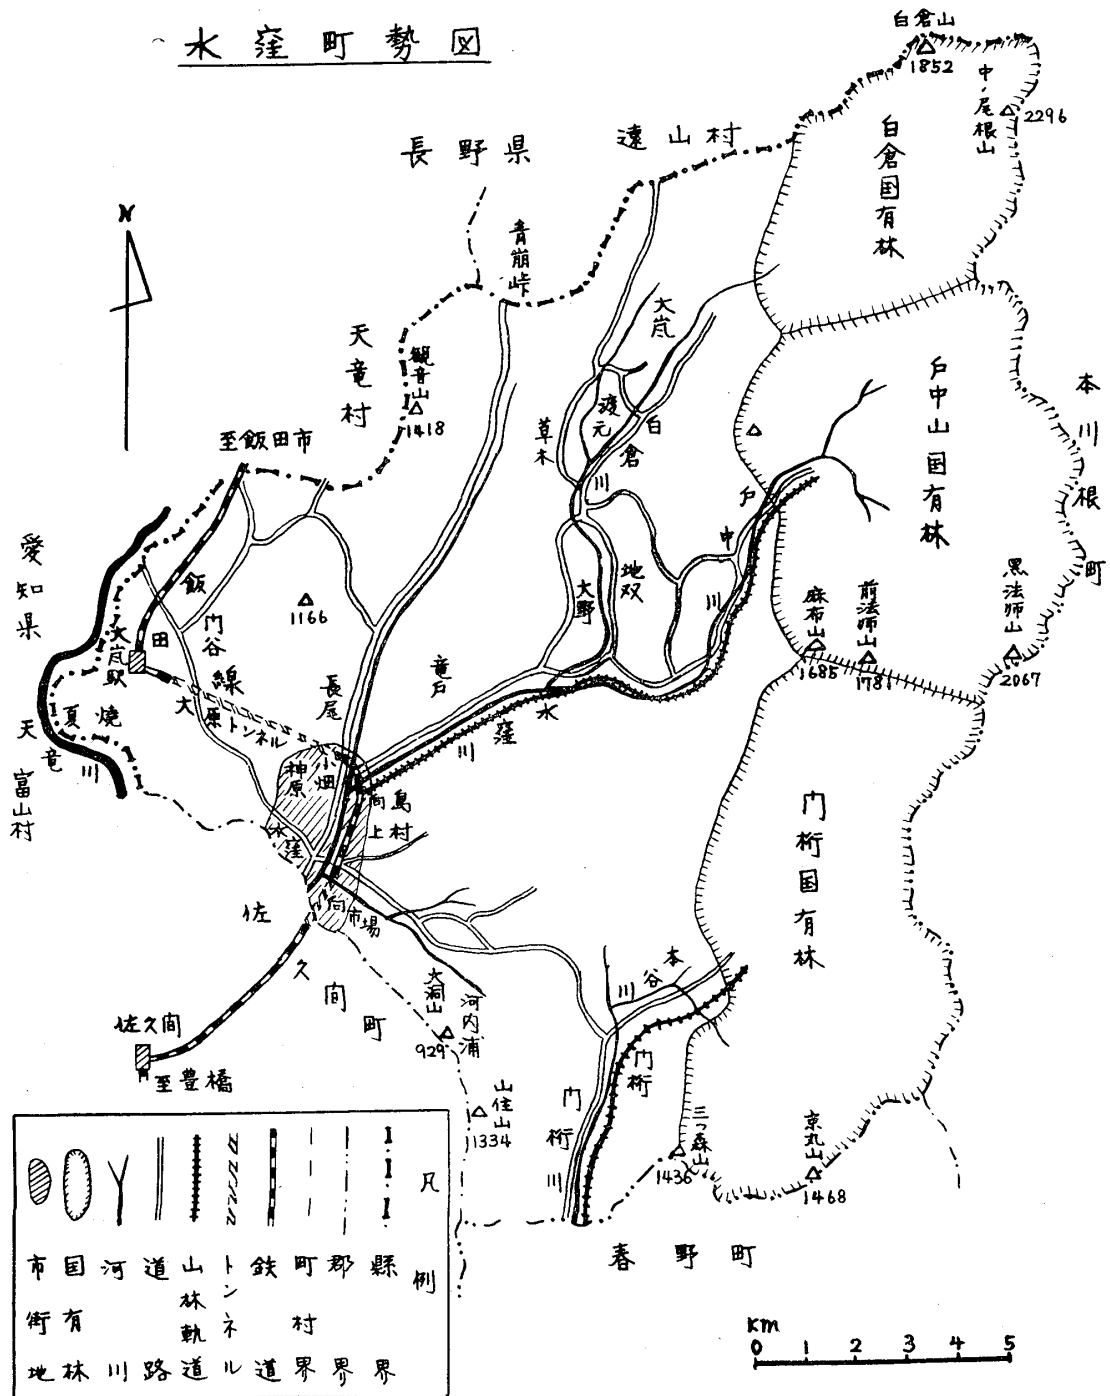 水窪町勢図
白倉山
1852
中ノ尾根山
2296
遠山村
長野県
白倉国有林
N
青崩峠
大嵐
天竜村
観音山
1418
本川根町
戸中山国有林
渡元
白倉川
草木
至飯田市
戸中川
愛知県
飯田線
門谷
1166
地双
大野
麻布山
1685
前法師山
1781
黒法師山
2067
大嵐駅
竜戸
長尾
大原トンネル
夏焼
天竜川
水窪川
富山村
神原
小畑
向島
上村
水窪
門桁国有林
向市場
佐久間町
大洞山
929
河内浦
本谷川
佐久間
至豊橋
門桁
山住山
1334
門桁川
三つ森山
1436
京丸山
1468
春野町
凡例
縣界
郡界
町村界
鉄道
トンネル
山林軌道
道路
河川
国有林
市街地
Km
0 1 2 3 4 5